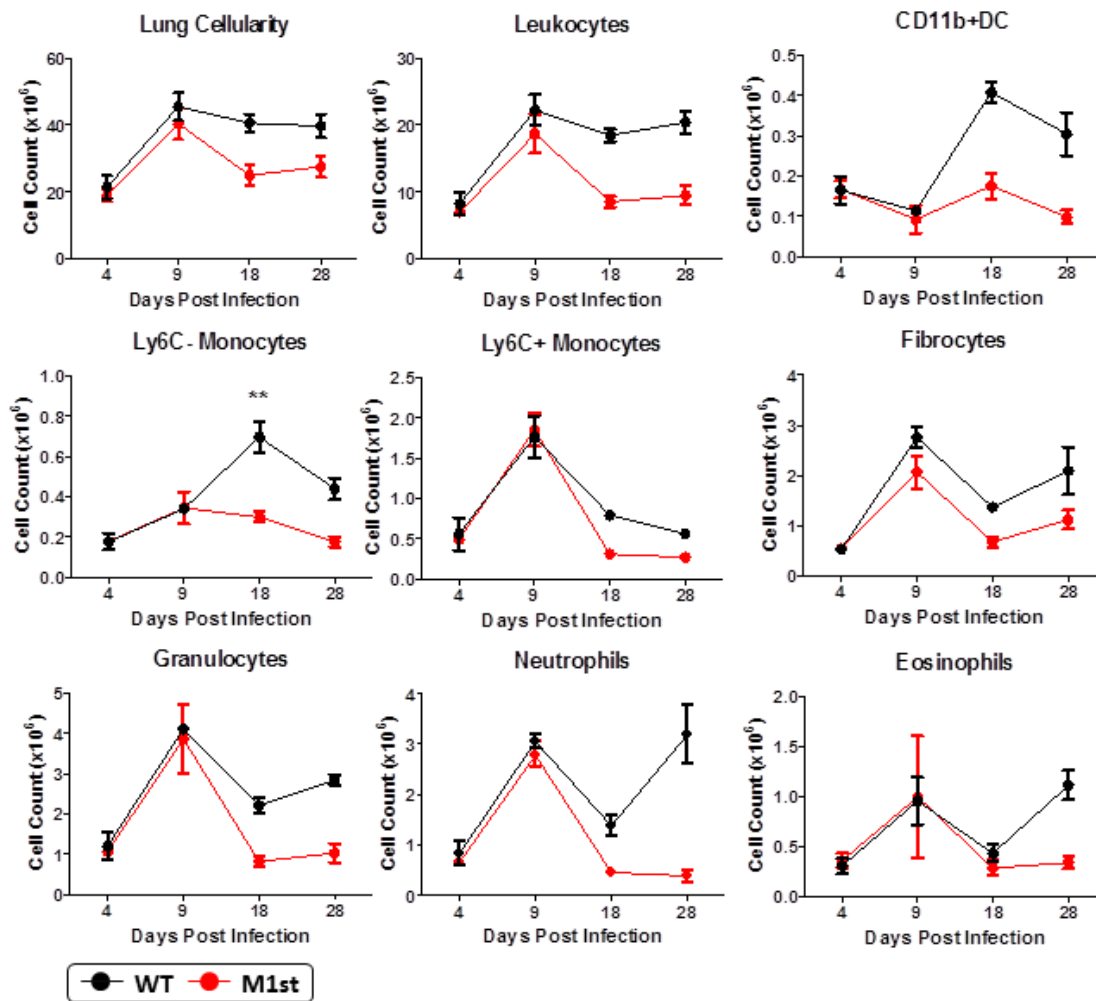 Lung Cellularity
Cell Count (x10⁶)
60
40
20
0
4 9 18 28
Days Post Infection
Leukocytes
Cell Count (x10⁶)
30
20
10
0
4 9 18 28
Days Post Infection
CD11b+DC
Cell Count (x10⁶)
0.5
0.4
0.3
0.2
0.1
0.0
4 9 18 28
Days Post Infection
Ly6C- Monocytes
Cell Count (x10⁶)
1.0
0.8
0.6
0.4
0.2
0.0
**
4 9 18 28
Days Post Infection
Ly6C+ Monocytes
Cell Count (x10⁶)
2.5
2.0
1.5
1.0
0.5
0.0
4 9 18 28
Days Post Infection
Fibrocytes
Cell Count (x10⁶)
4
3
2
1
0
4 9 18 28
Days Post Infection
Granulocytes
Cell Count (x10⁶)
5
4
3
2
1
0
4 9 18 28
Days Post Infection
Neutrophils
Cell Count (x10⁶)
4
3
2
1
0
4 9 18 28
Days Post Infection
Eosinophils
Cell Count (x10⁶)
2.0
1.5
1.0
0.5
0.0
4 9 18 28
Days Post Infection
WT M1st